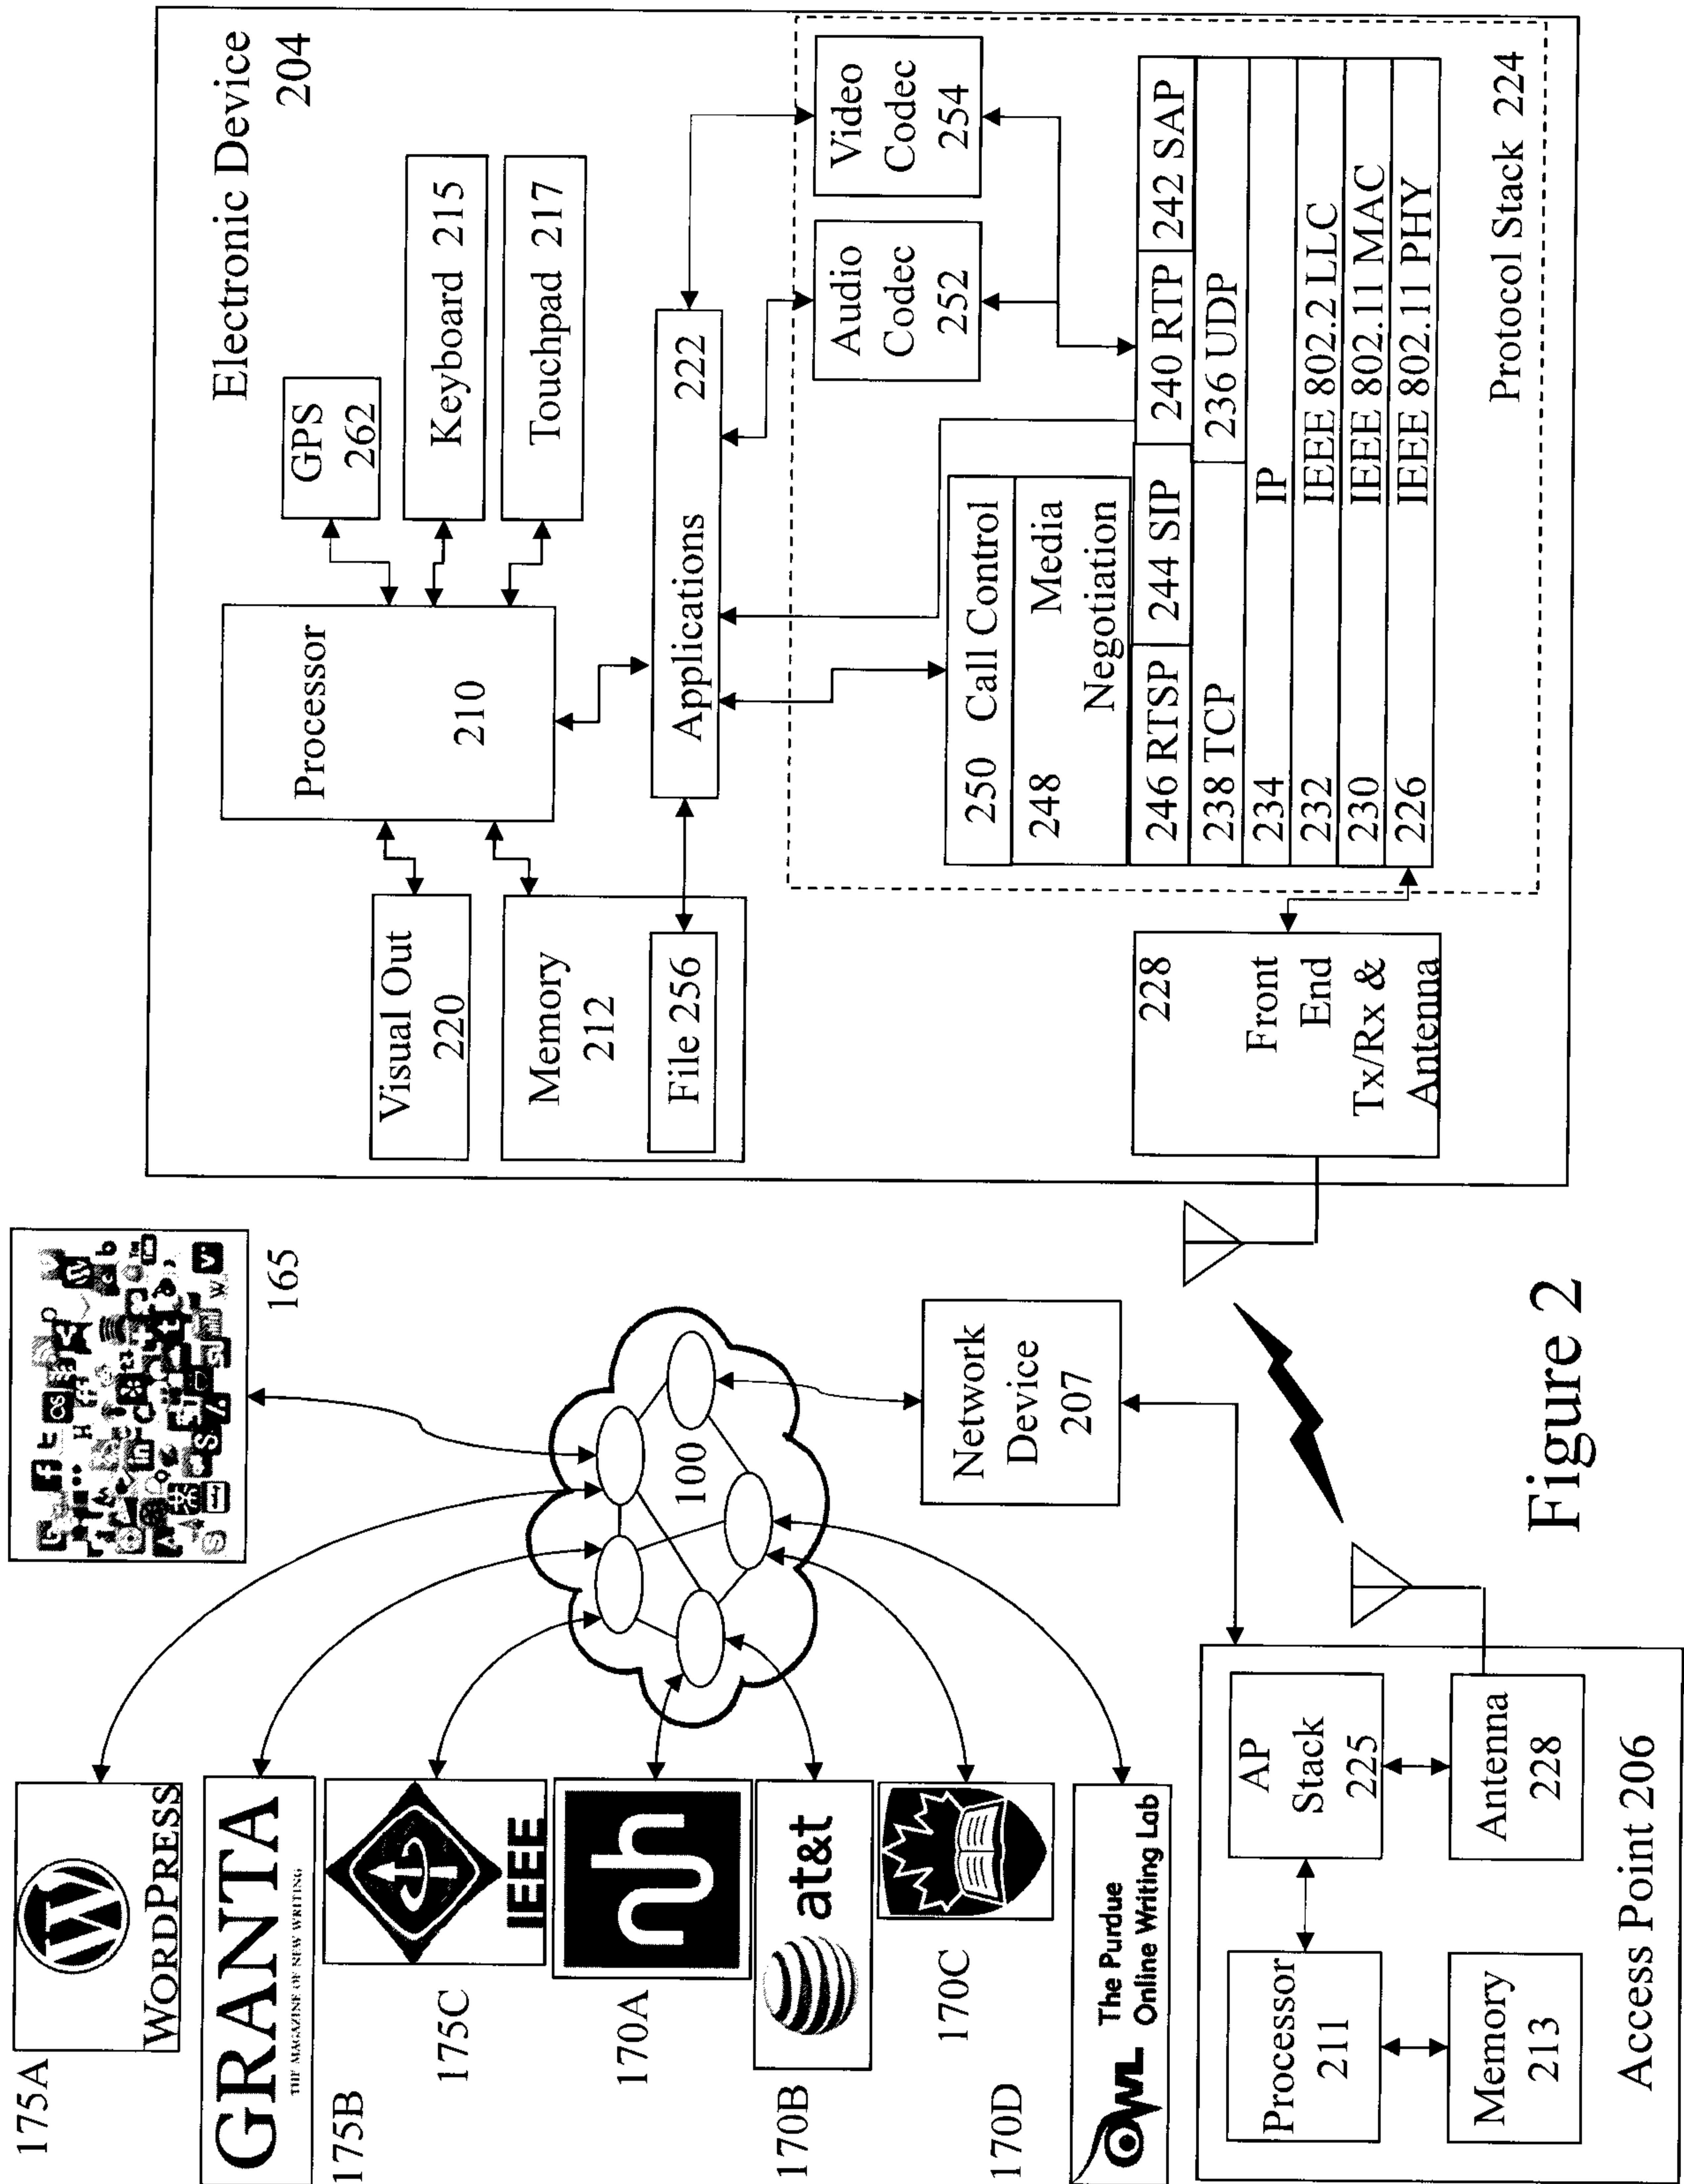 175A
WORDPRESS
175B
GRANTA
THE MAGAZINE OF NEW WRITING
175C
IEEE
170A
170B
at&t
170C
170D
OWL
The Purdue
Online Writing Lab
165
100
Network
Device
207
Processor
211
Memory
213
AP
Stack
225
Antenna
228
Access Point 206
Figure 2
Electronic Device
204
Visual Out
220
Memory
212
File 256
Processor
210
GPS
262
Keyboard 215
Touchpad 217
Applications 222
Audio
Codec
252
Video
Codec
254
250 Call Control
248 Media
Negotiation
246 RTSP 244 SIP 240 RTP 242 SAP
238 TCP 236 UDP
234 IP
232 IEEE 802.2 LLC
230 IEEE 802.11 MAC
226 IEEE 802.11 PHY
Protocol Stack 224
228
Front
End
Tx/Rx &
Antenna